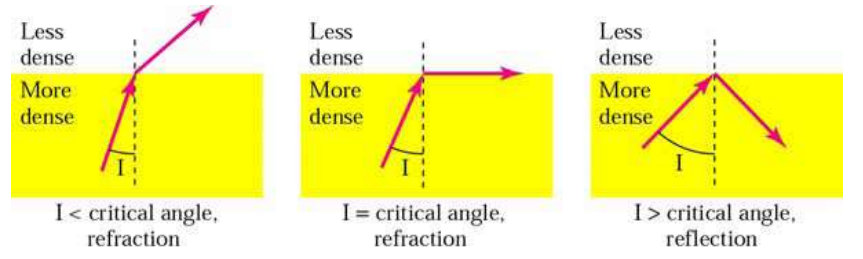 Less
dense
More
dense
I
I < critical angle,
refraction
Less
dense
More
dense
I
I = critical angle,
refraction
Less
dense
More
dense
I
I > critical angle,
reflection